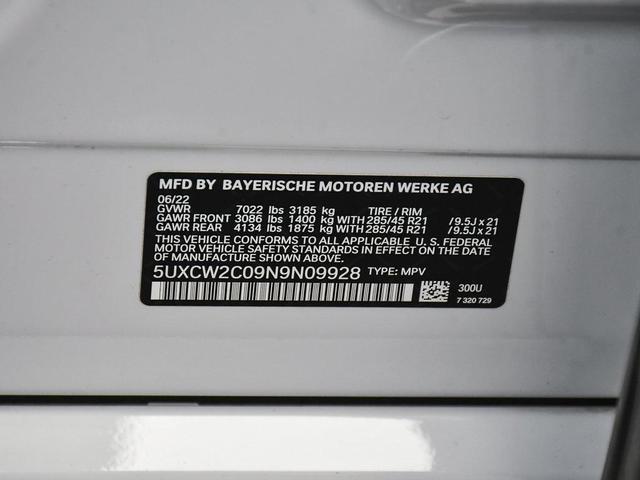 MFD BY BAYERISCHE MOTOREN WERKE AG
06/22
GVWR 7022 lbs 3185 kg TIRE / RIM
GAWR FRONT 3086 lbs 1400 kg WITH 285/45 R21 / 9.5J x 21
GAWR REAR 4134 lbs 1875 kg WITH 285/45 R21 / 9.5J x 21
THIS VEHICLE CONFORMS TO ALL APPLICABLE U.S. FEDERAL
MOTOR VEHICLE SAFETY STANDARDS IN EFFECT ON THE
DATE OF MANUFACTURE SHOWN ABOVE.
5UXCW2C09N9N09928 TYPE: MPV
300U
7 320 729